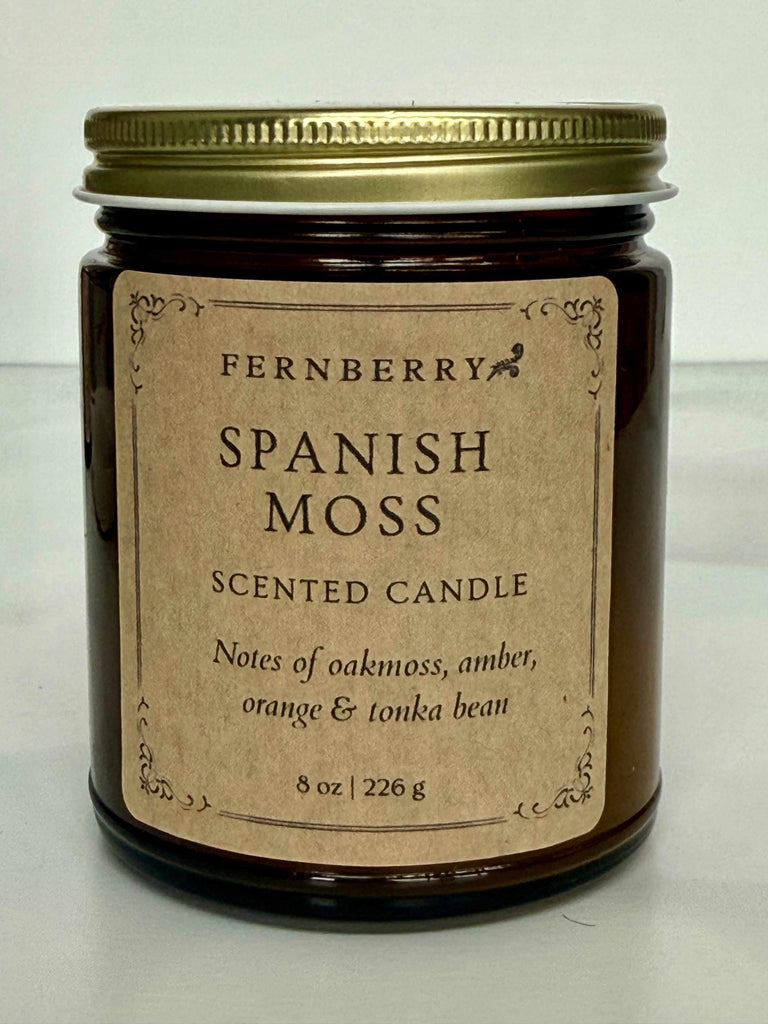 FERNBERRY
SPANISH
MOSS
SCENTED CANDLE
Notes of oakmoss, amber,
orange & tonka bean
8 oz | 226 g